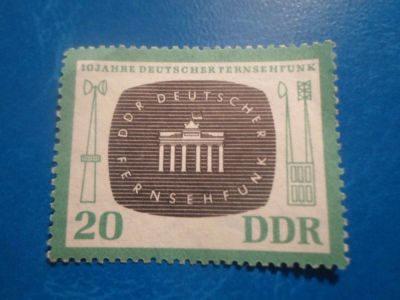 10 JAHRE DEUTSCHER FERNSEHFUNK
DDR DEUTSCHER
FERNSEHFUNK
20 DDR